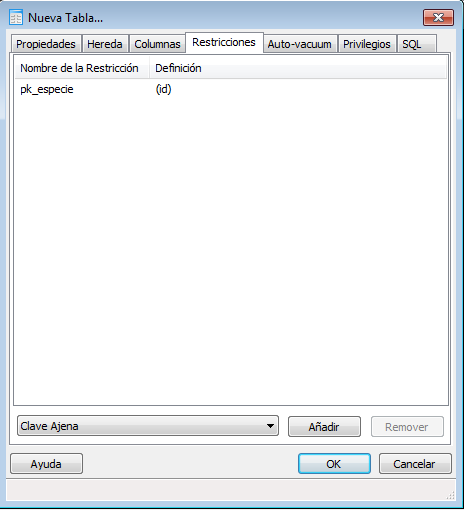 Nueva Tabla...
Propiedades Hereda Columnas Restricciones Auto-vacuum Privilegios SQL
Nombre de la Restricción Definición
pk_especie (id)
Clave Ajena Añadir Remover
Ayuda OK Cancelar